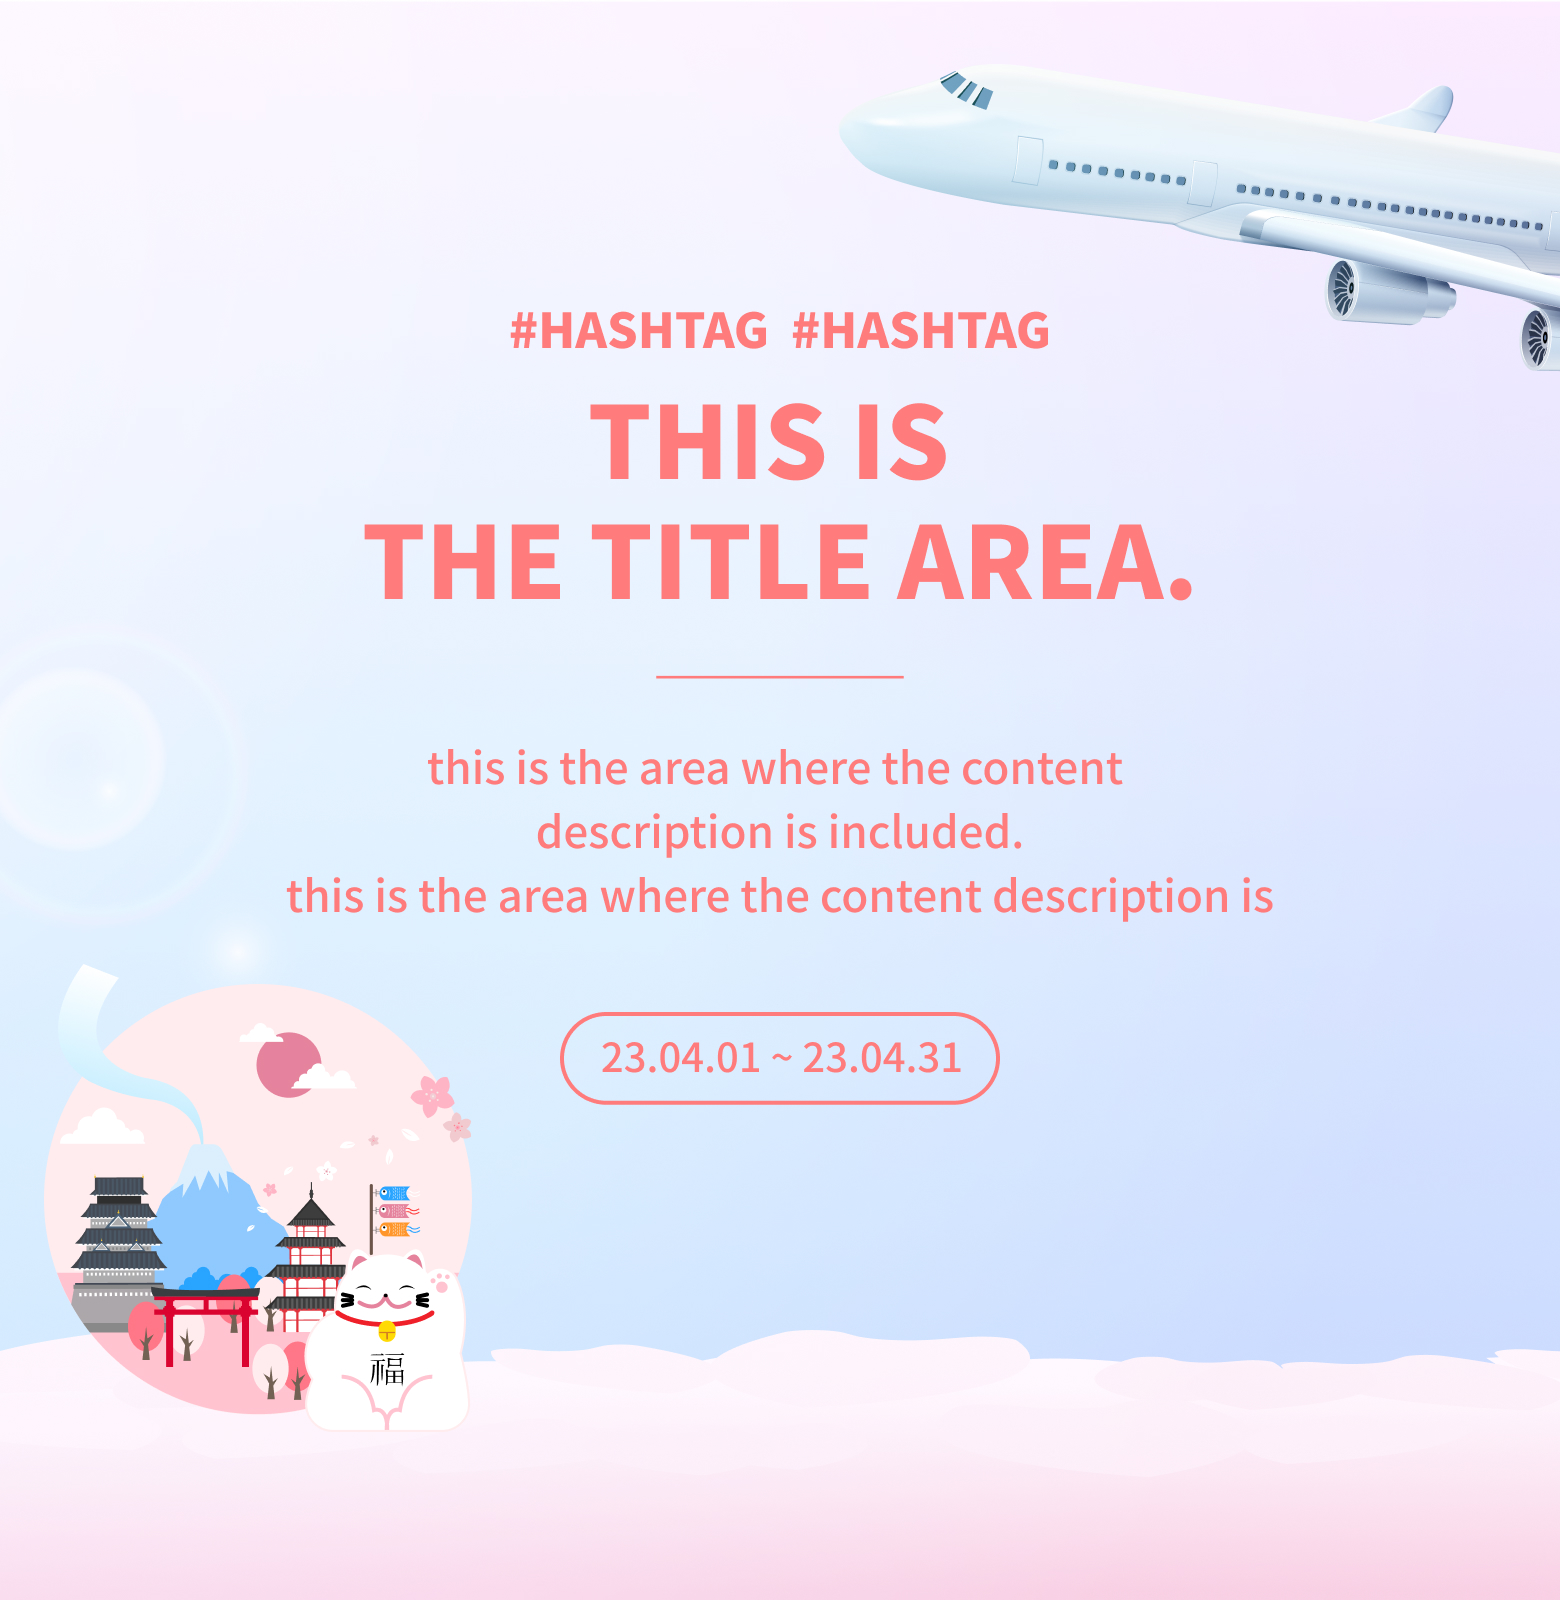 #HASHTAG #HASHTAG
THIS IS
THE TITLE AREA.
this is the area where the content
description is included.
this is the area where the content description is
23.04.01 ~ 23.04.31
福